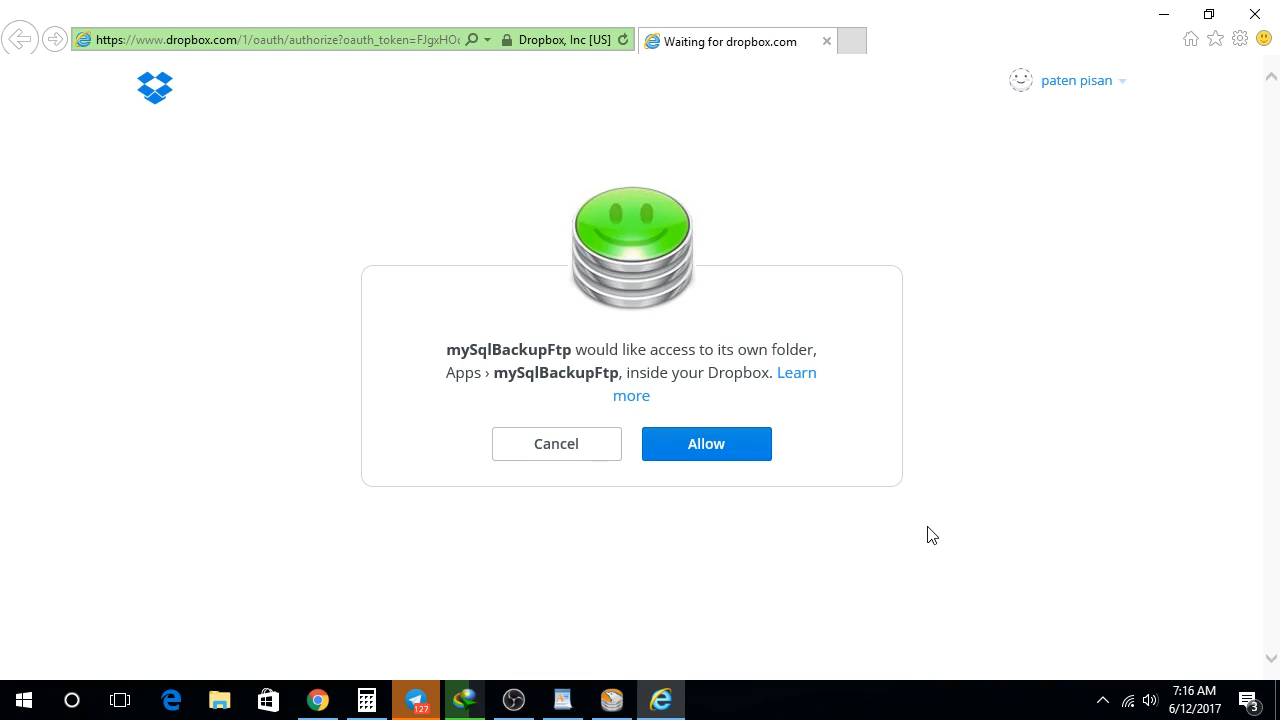 https://www.dropbox.com/1/oauth/authorize?oauth_token=FJgxHO
Dropbox, Inc [US]
Waiting for dropbox.com
paten pisan
mySqlBackupFtp would like access to its own folder,
Apps › mySqlBackupFtp, inside your Dropbox. Learn
more
Cancel
Allow
127
7:16 AM
6/12/2017
3